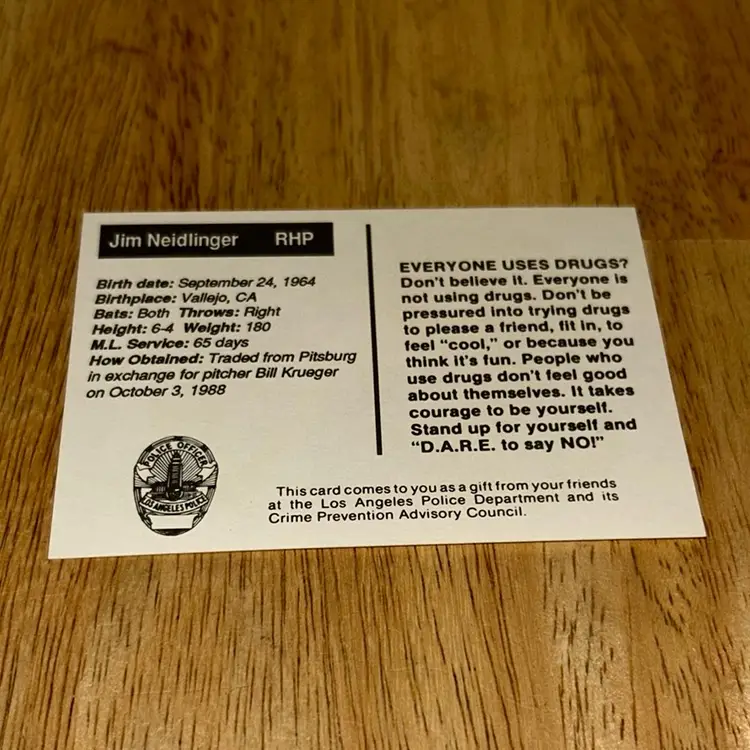 Jim Neidlinger RHP
Birth date: September 24, 1964
Birthplace: Vallejo, CA
Bats: Both Throws: Right
Height: 6-4 Weight: 180
M.L. Service: 65 days
How Obtained: Traded from Pitsburg
in exchange for pitcher Bill Krueger
on October 3, 1988
EVERYONE USES DRUGS?
Don't believe it. Everyone is
not using drugs. Don't be
pressured into trying drugs
to please a friend, fit in, to
feel "cool," or because you
think it's fun. People who
use drugs don't feel good
about themselves. It takes
courage to be yourself.
Stand up for yourself and
"D.A.R.E. to say NO!"
POLICE OFFICER
LOS ANGELES POLICE
This card comes to you as a gift from your friends
at the Los Angeles Police Department and its
Crime Prevention Advisory Council.